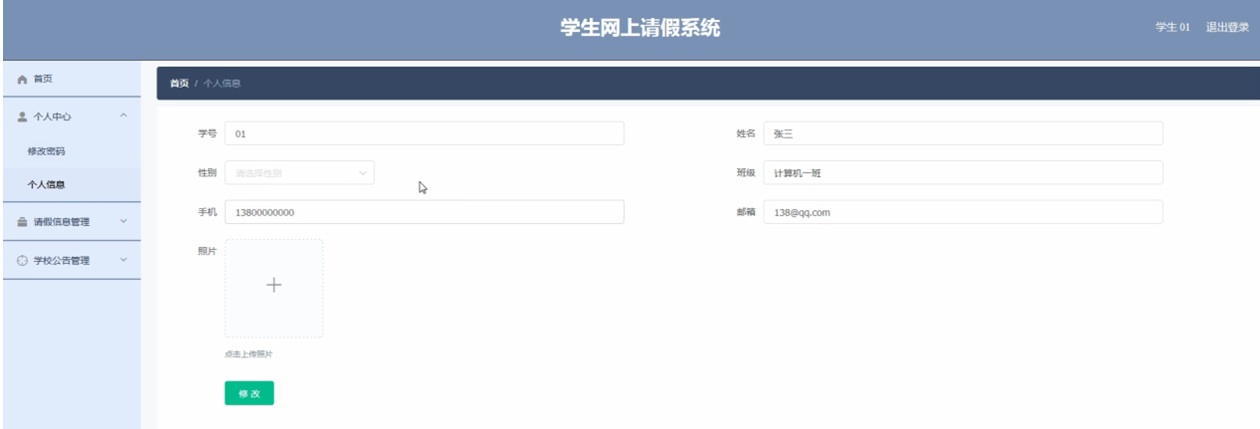 学生网上请假系统
学生 01 退出登录
首页
个人中心
修改密码
个人信息
请假信息管理
学校公告管理
首页 / 个人信息
学号 01 姓名 张三
性别 请选择性别 班级 计算机一班
手机 13800000000 邮箱 138@qq.com
照片
点击上传照片
修改